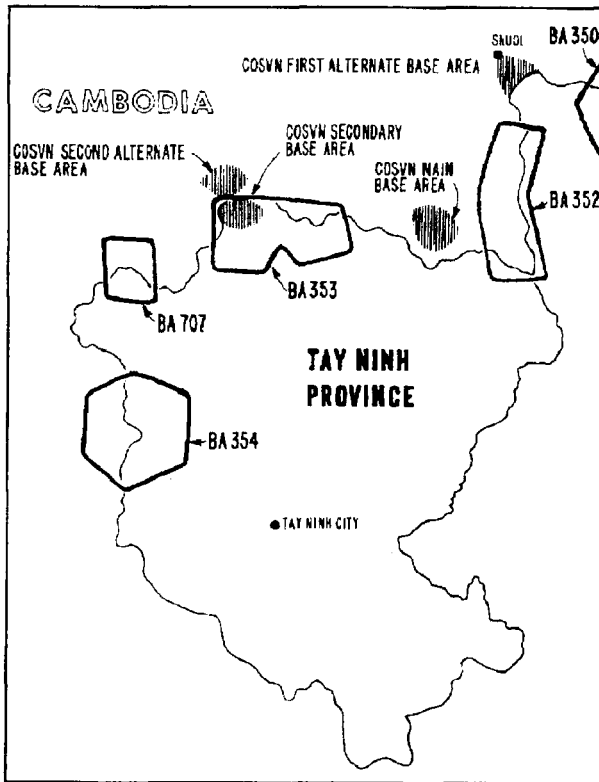 SNUOL
BA 350
COSVN FIRST ALTERNATE BASE AREA
CAMBODIA
COSVN SECONDARY
BASE AREA
COSVN SECOND ALTERNATE
BASE AREA
COSVN MAIN
BASE AREA
BA 352
BA 353
BA 707
TAY NINH
PROVINCE
BA 354
TAY NINH CITY